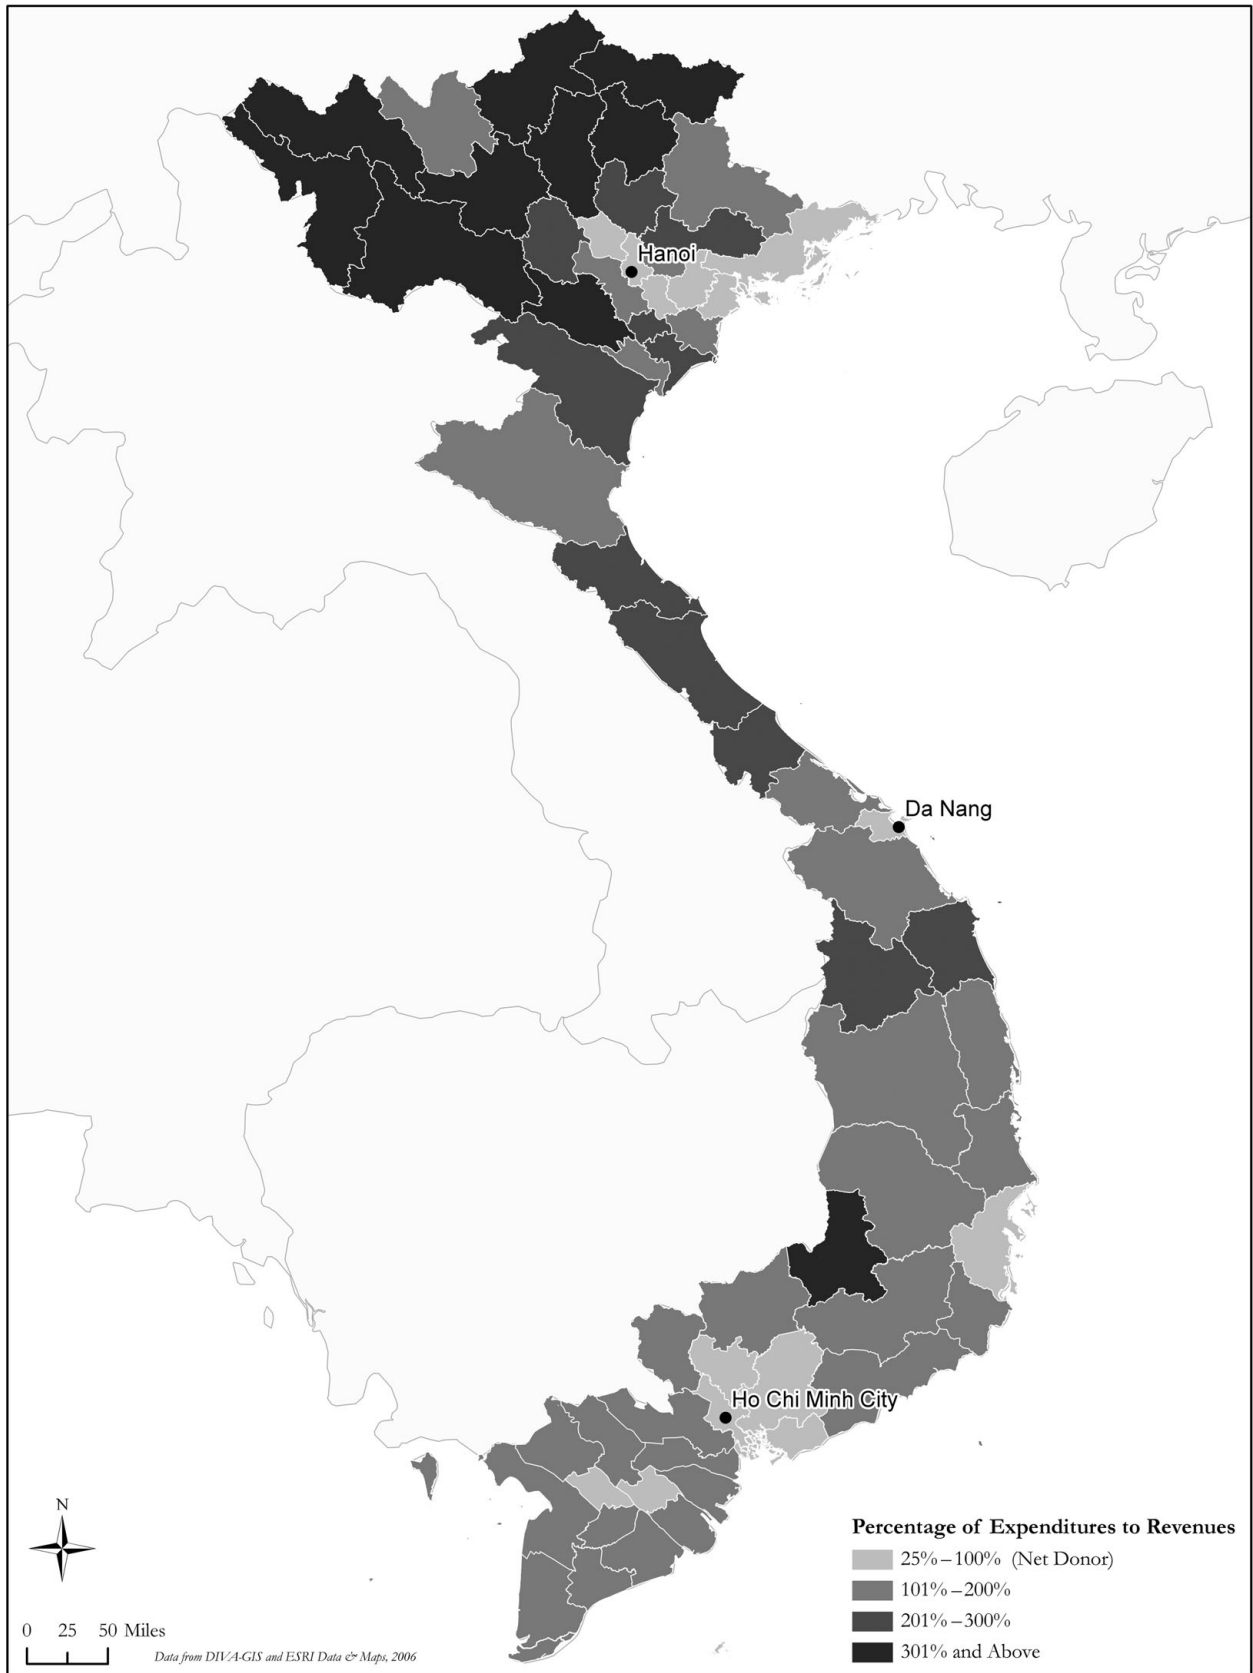 Hanoi
Da Nang
Ho Chi Minh City
N
0 25 50 Miles
Data from DIVA-GIS and ESRI Data & Maps, 2006
Percentage of Expenditures to Revenues
25%–100% (Net Donor)
101%–200%
201%–300%
301% and Above